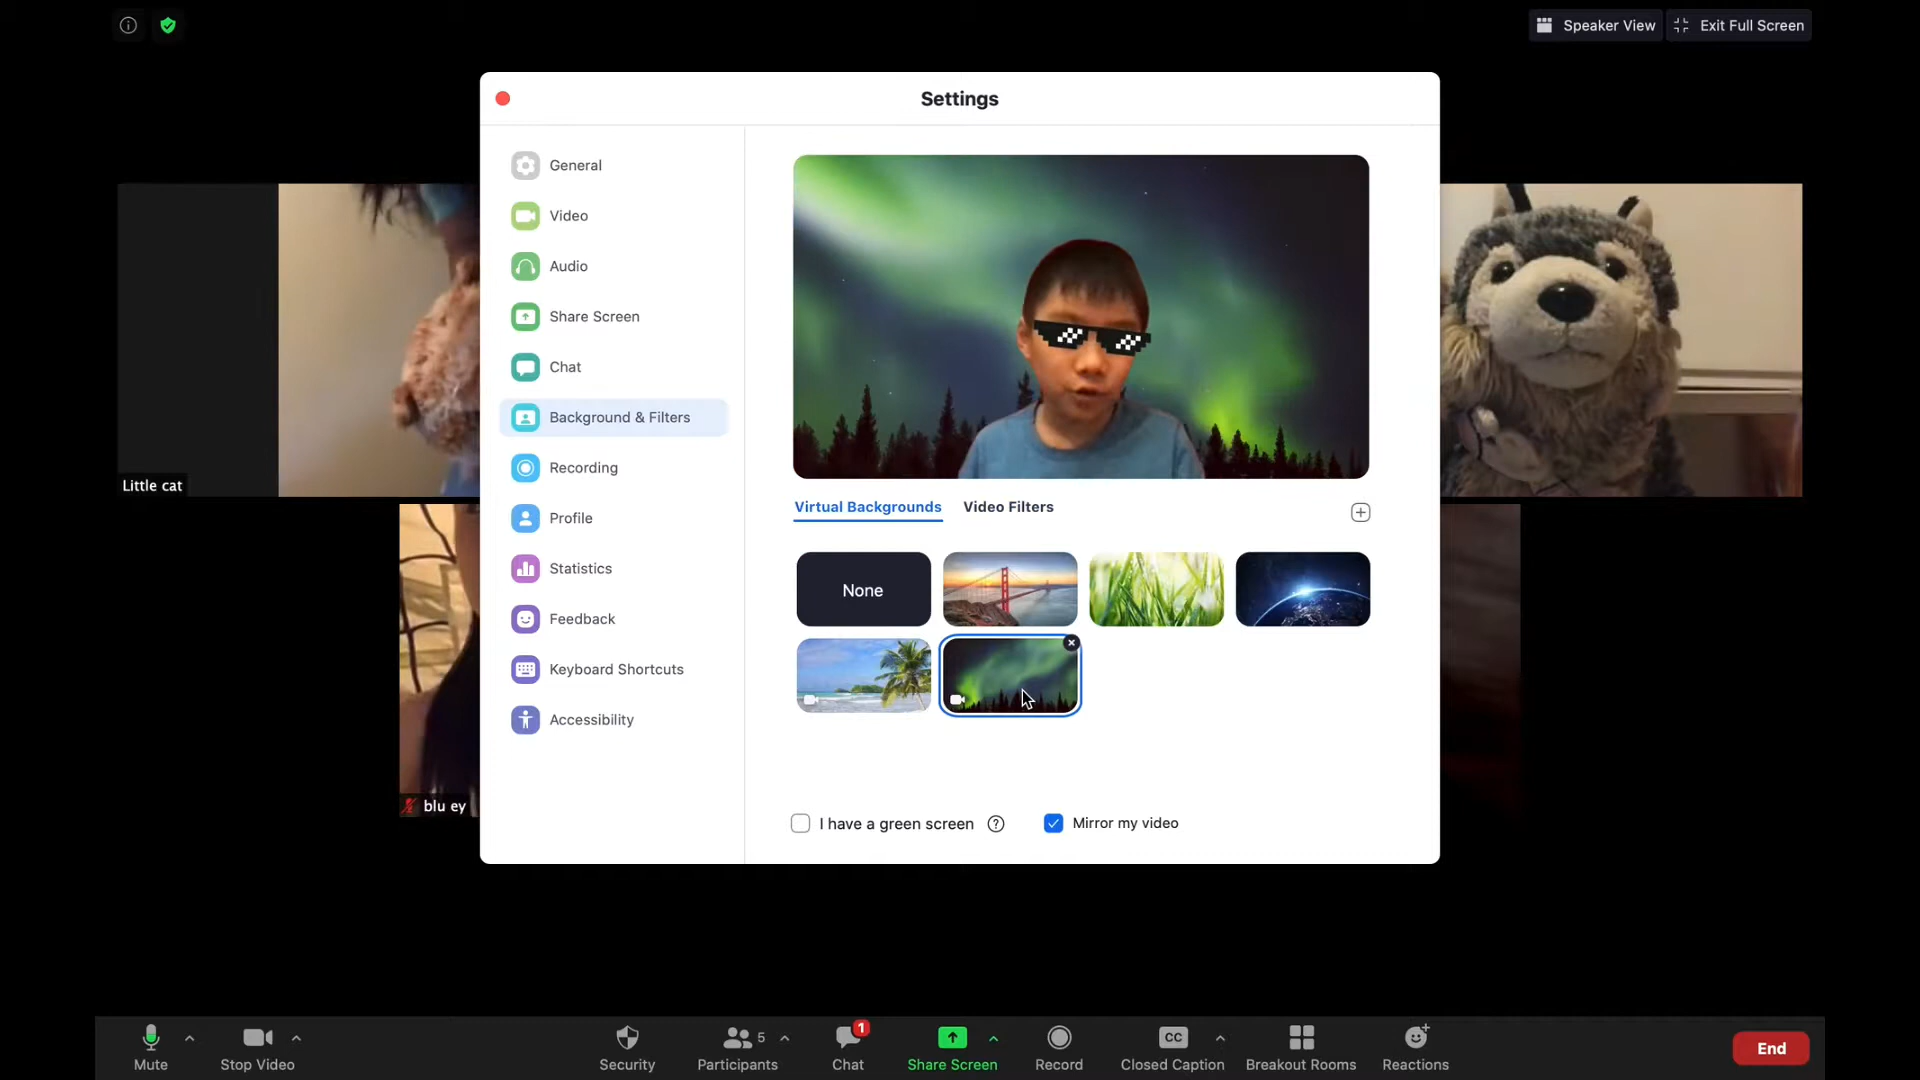 Speaker View
Exit Full Screen
Settings
General
Video
Audio
Share Screen
Chat
Background & Filters
Recording
Profile
Statistics
Feedback
Keyboard Shortcuts
Accessibility
Virtual Backgrounds
Video Filters
None
I have a green screen
?
Mirror my video
Little cat
blu ey
Mute
Stop Video
Security
5
Participants
1
Chat
Share Screen
Record
CC
Closed Caption
Breakout Rooms
Reactions
End